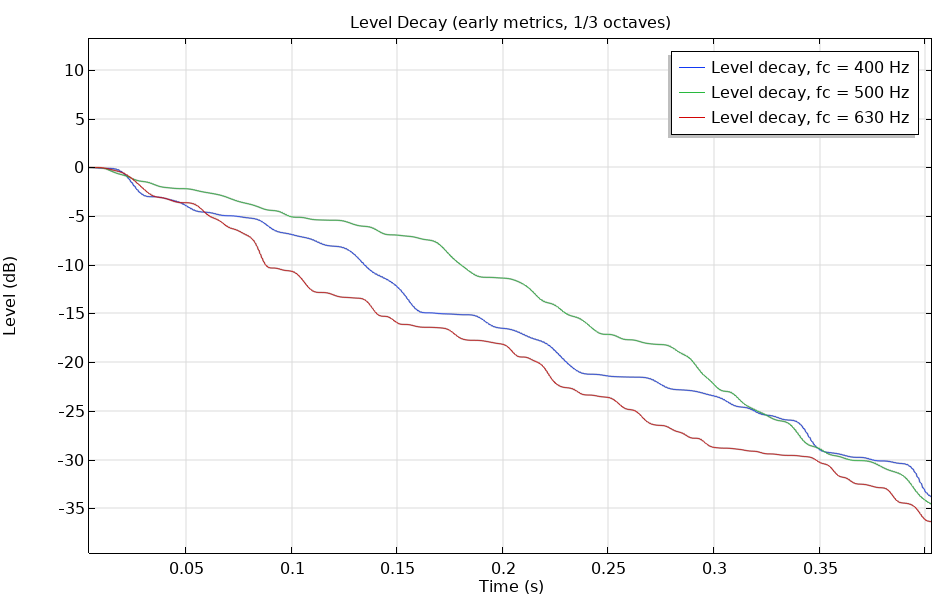 Level Decay (early metrics, 1/3 octaves)
Level decay, fc = 400 Hz
Level decay, fc = 500 Hz
Level decay, fc = 630 Hz
10
5
0
-5
-10
-15
-20
-25
-30
-35
Level (dB)
0.05 0.1 0.15 0.2 0.25 0.3 0.35
Time (s)